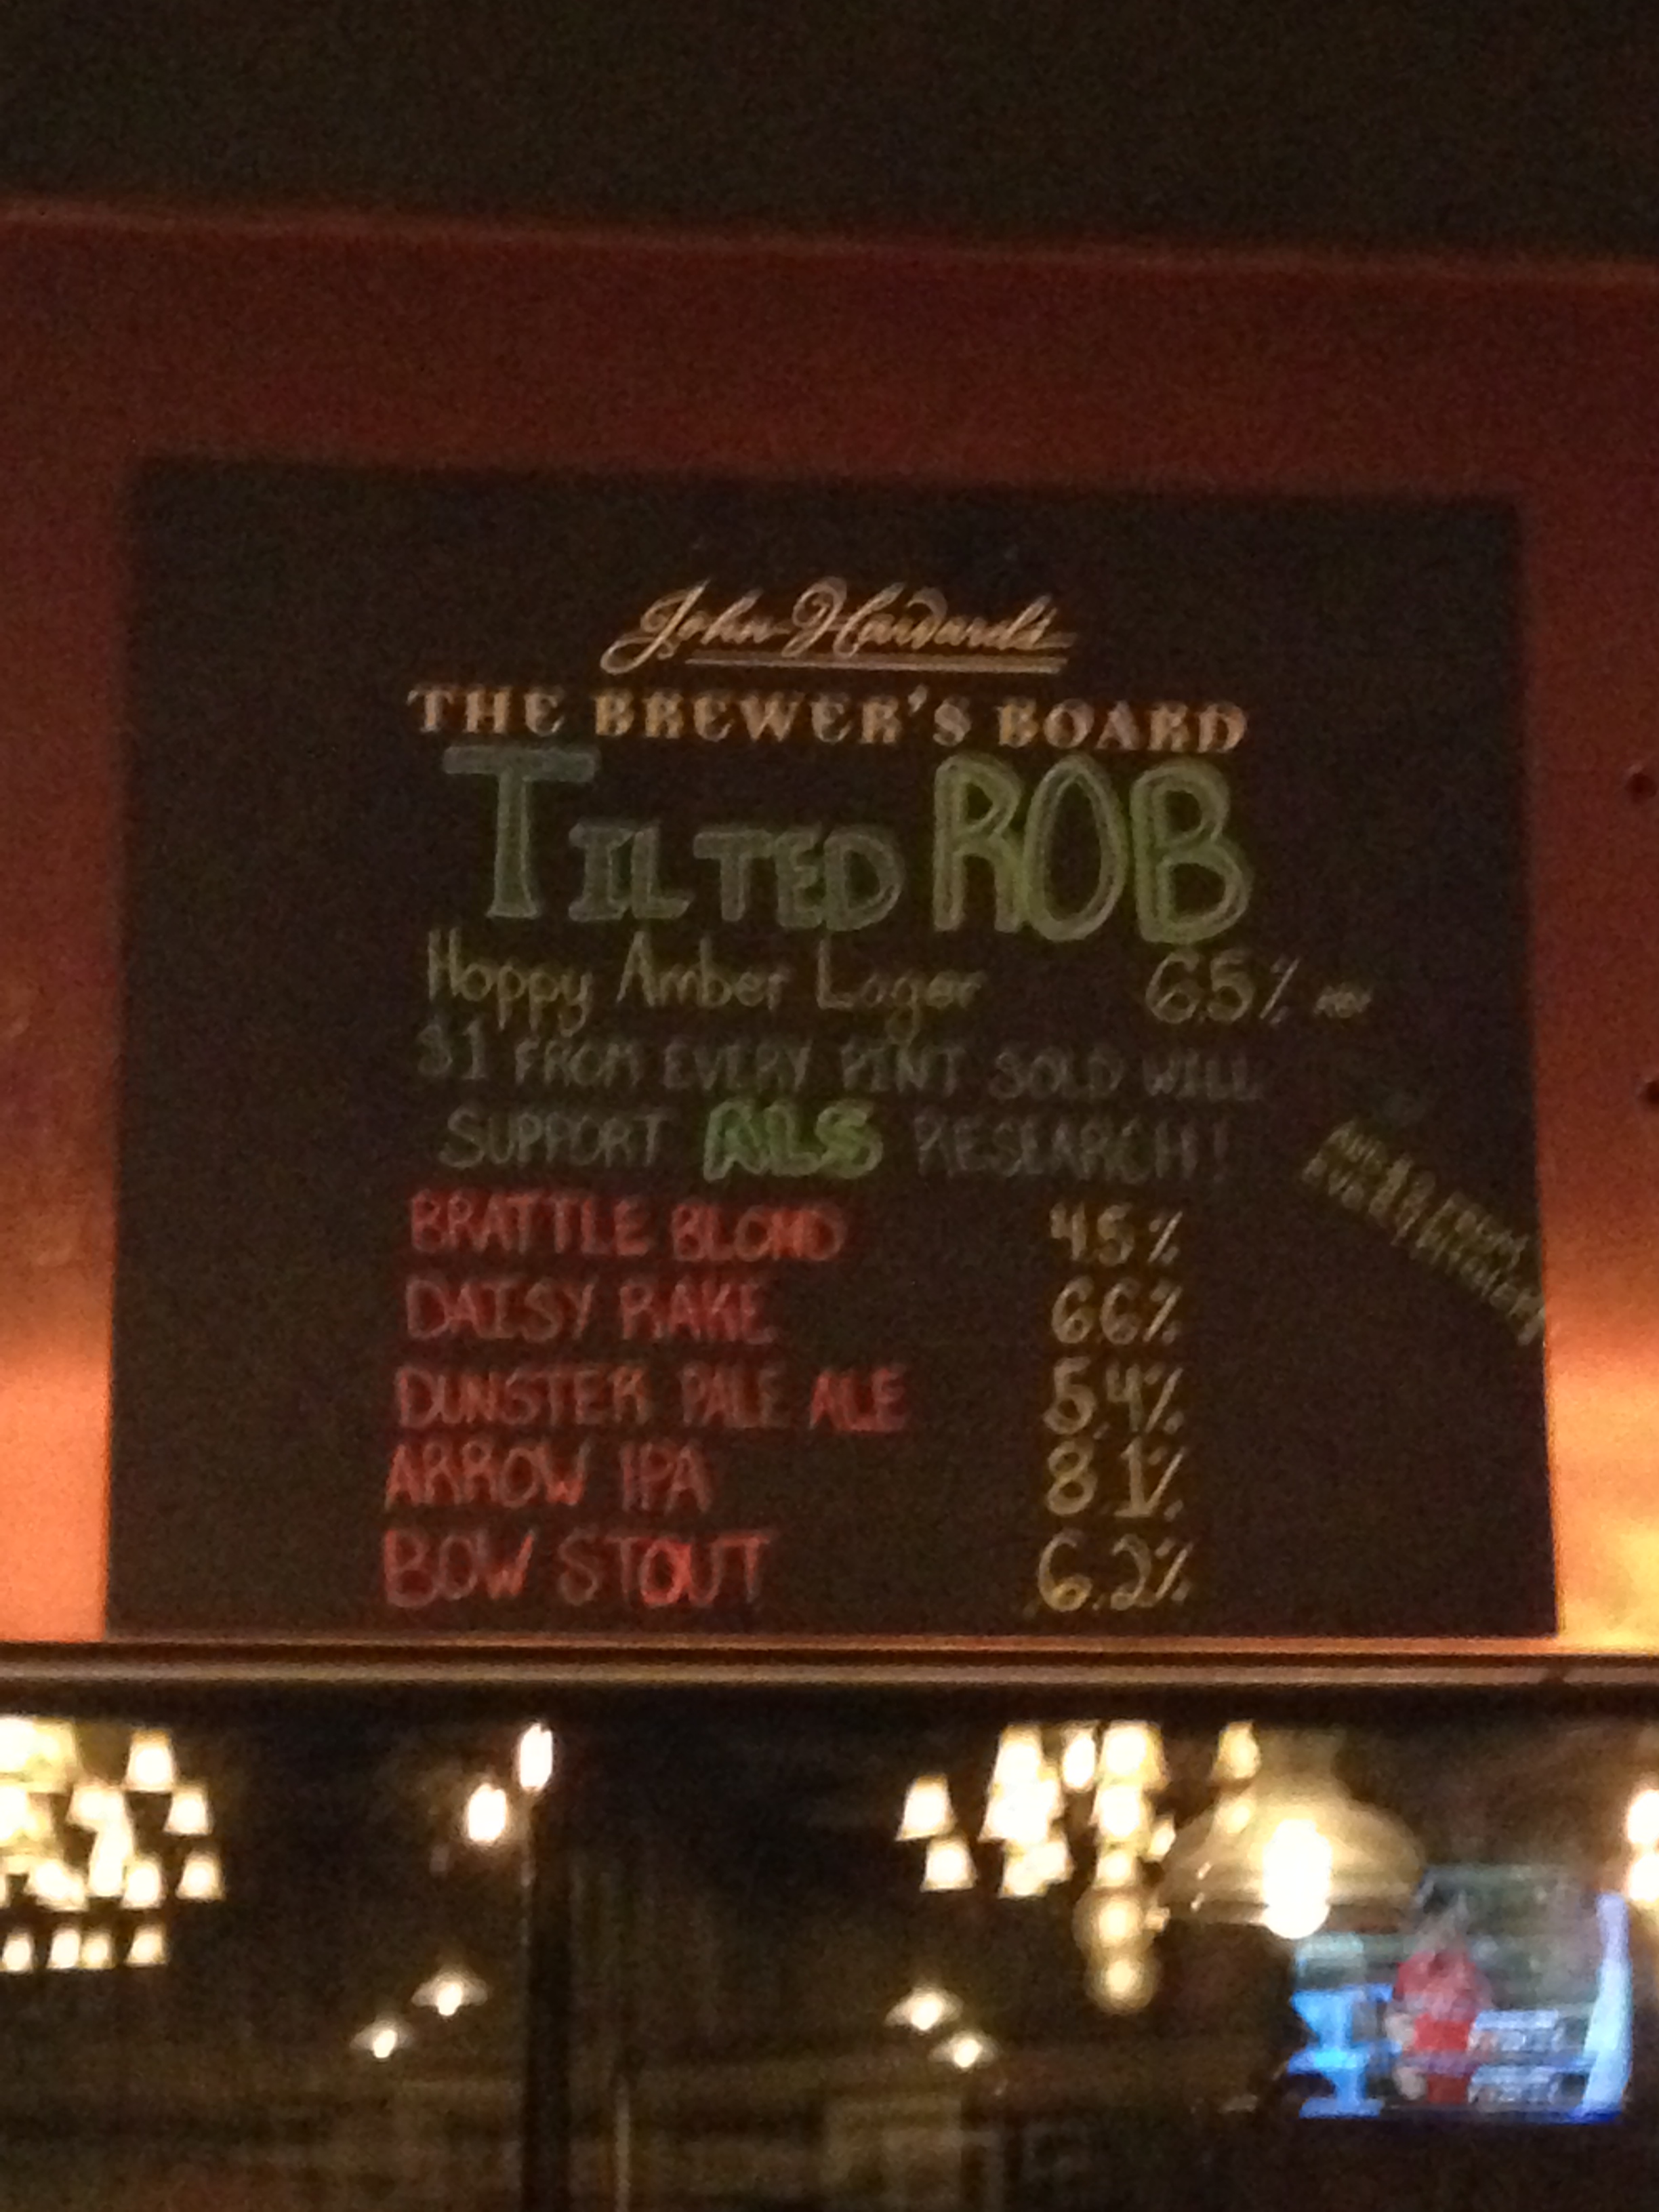 John Harvard's
THE BREWER'S BOARD
TILTED ROB
Hoppy Amber Lager 6.5% ABV
$1 FROM EVERY PINT SOLD WILL
SUPPORT ALS RESEARCH!
BRATTLE BLOND 4.5%
DAISY RAKE 6.6%
DUNSTER PALE ALE 5.4%
ARROW IPA 8.1%
BOW STOUT 6.2%